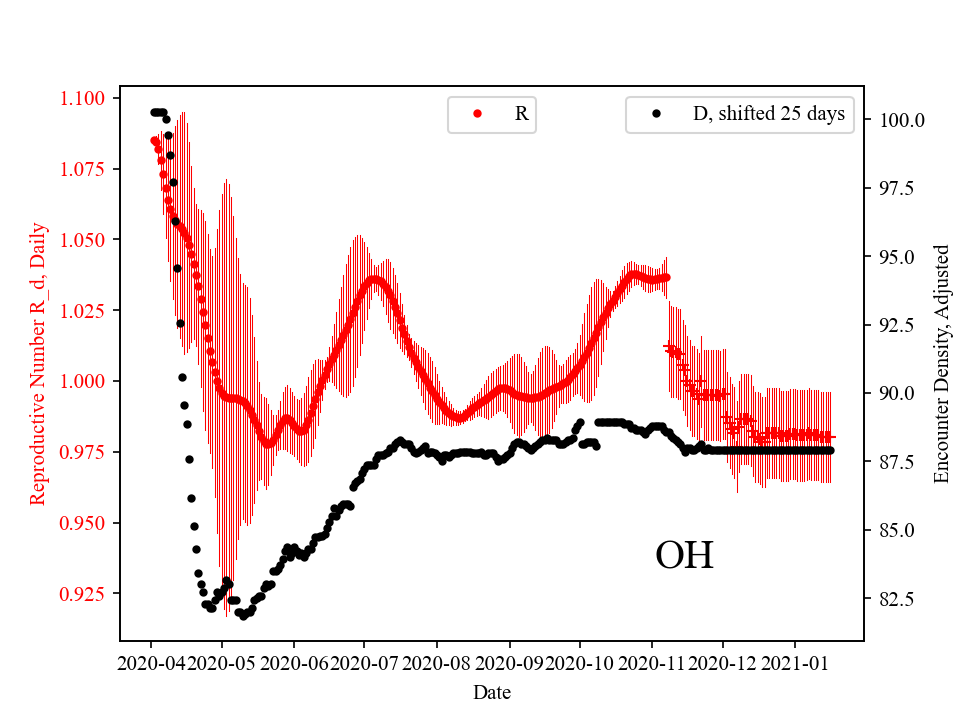 R
D, shifted 25 days
Reproductive Number R_d, Daily
1.100
1.075
1.050
1.025
1.000
0.975
0.950
0.925
100.0
97.5
95.0
92.5
90.0
87.5
85.0
82.5
Encounter Density, Adjusted
OH
2020-04 2020-05 2020-06 2020-07 2020-08 2020-09 2020-10 2020-11 2020-12 2021-01
Date